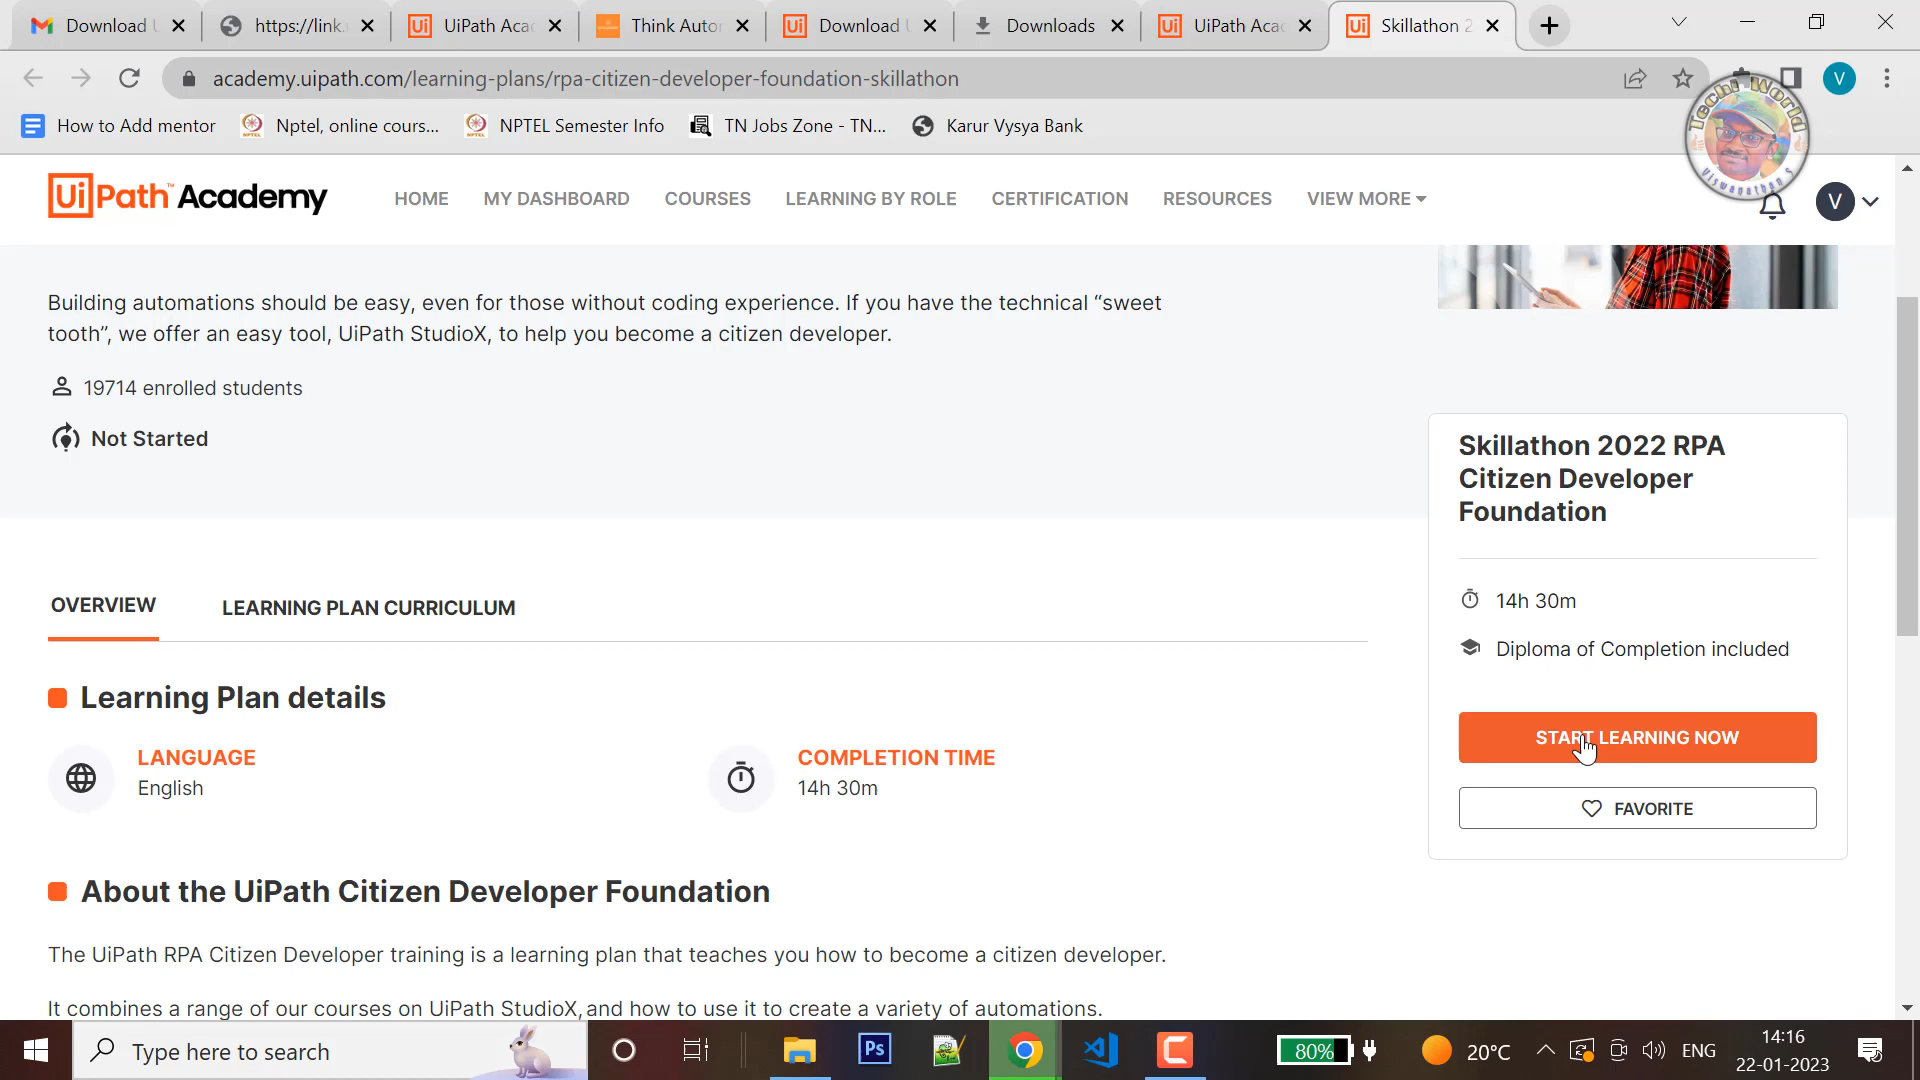 Download U
https://link.
UiPath Acad
Think Autor
Download U
Downloads
UiPath Acad
Skillathon 2
academy.uipath.com/learning-plans/rpa-citizen-developer-foundation-skillathon
V
How to Add mentor
Nptel, online cours...
NPTEL Semester Info
TN Jobs Zone - TN...
Karur Vysya Bank
Tech! World
Viswanathan S
UiPath™ Academy
HOME
MY DASHBOARD
COURSES
LEARNING BY ROLE
CERTIFICATION
RESOURCES
VIEW MORE
V
Building automations should be easy, even for those without coding experience. If you have the technical “sweet
tooth”, we offer an easy tool, UiPath StudioX, to help you become a citizen developer.
19714 enrolled students
Not Started
Skillathon 2022 RPA
Citizen Developer
Foundation
14h 30m
Diploma of Completion included
START LEARNING NOW
FAVORITE
OVERVIEW
LEARNING PLAN CURRICULUM
Learning Plan details
LANGUAGE
English
COMPLETION TIME
14h 30m
About the UiPath Citizen Developer Foundation
The UiPath RPA Citizen Developer training is a learning plan that teaches you how to become a citizen developer.
It combines a range of our courses on UiPath StudioX, and how to use it to create a variety of automations.
Type here to search
Ps
80%
20°C
ENG
14:16
22-01-2023